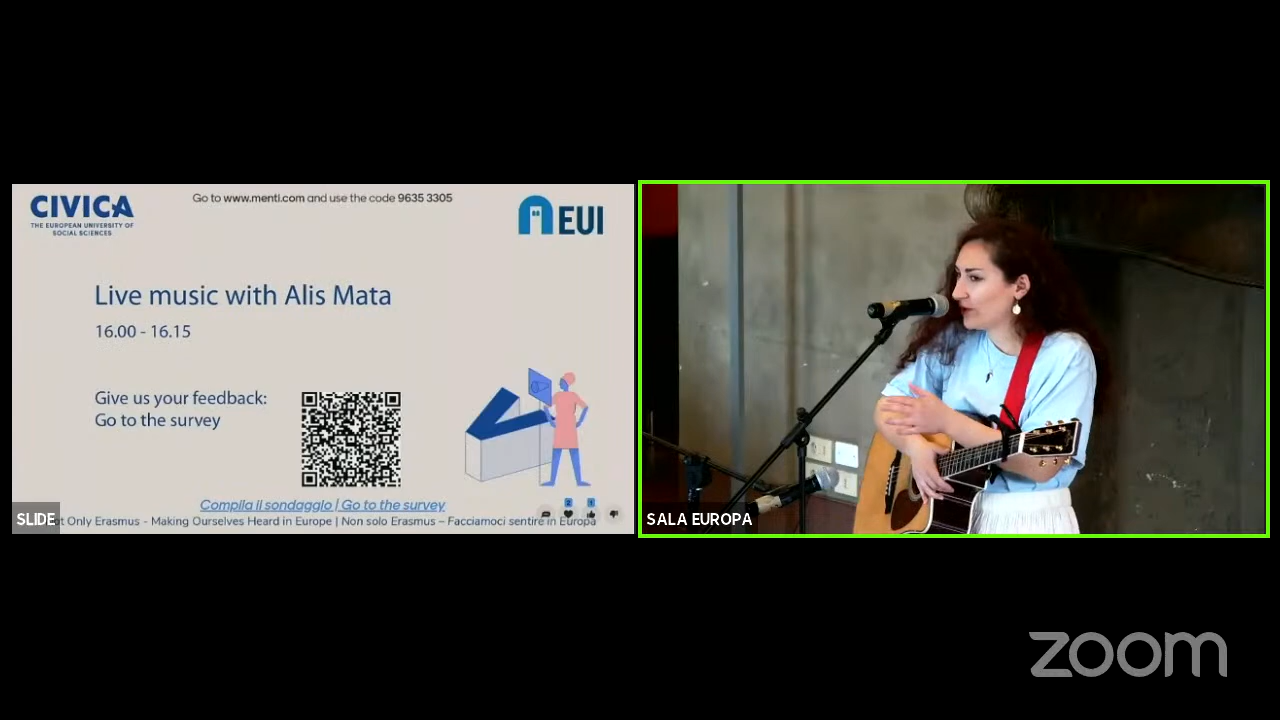 CIVICA
THE EUROPEAN UNIVERSITY OF
SOCIAL SCIENCES
Go to www.menti.com and use the code 9635 3305
EUI
Live music with Alis Mata
16.00 - 16.15
Give us your feedback:
Go to the survey
Compila il sondaggio | Go to the survey
2
1
ot Only Erasmus - Making Ourselves Heard in Europe | Non solo Erasmus – Facciamoci sentire in Europa
SLIDE
SALA EUROPA
zoom